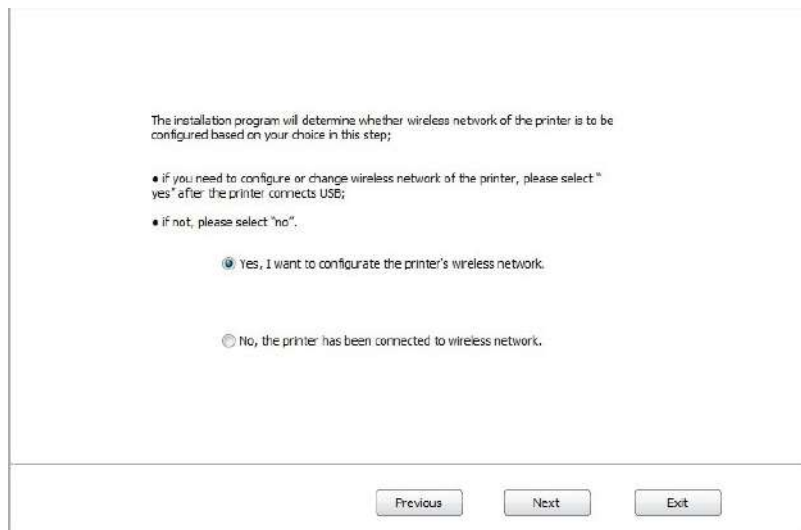 The installation program will determine whether wireless network of the printer is to be
configured based on your choice in this step;
● if you need to configure or change wireless network of the printer, please select "
yes" after the printer connects USB;
● if not, please select "no".
Yes, I want to configurate the printer's wireless network.
No, the printer has been connected to wireless network.
Previous Next Exit